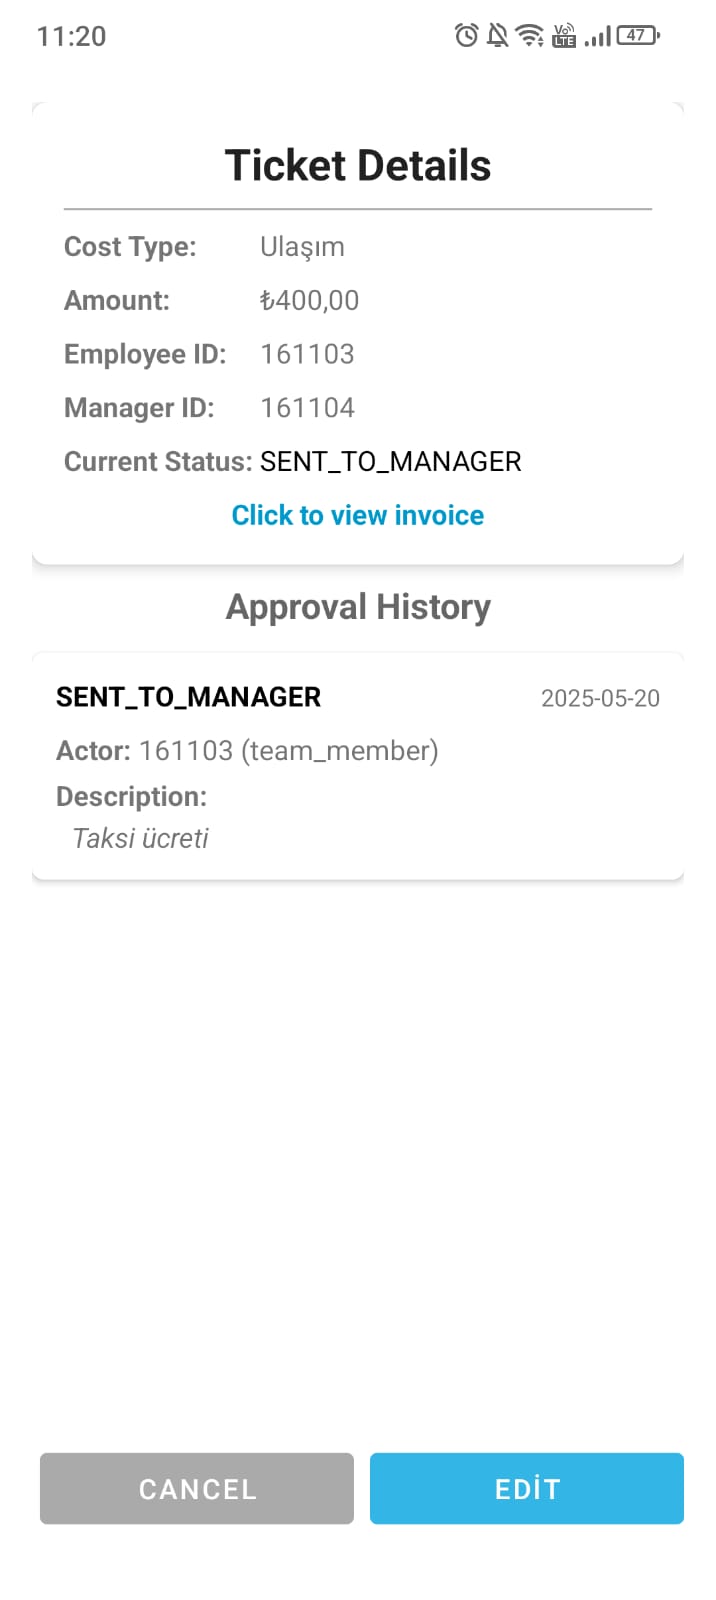 11:20
Vo))
LTE
47
Ticket Details
Cost Type: Ulaşım
Amount: ₺400,00
Employee ID: 161103
Manager ID: 161104
Current Status: SENT_TO_MANAGER
Click to view invoice
Approval History
SENT_TO_MANAGER 2025-05-20
Actor: 161103 (team_member)
Description:
Taksi ücreti
CANCEL EDİT